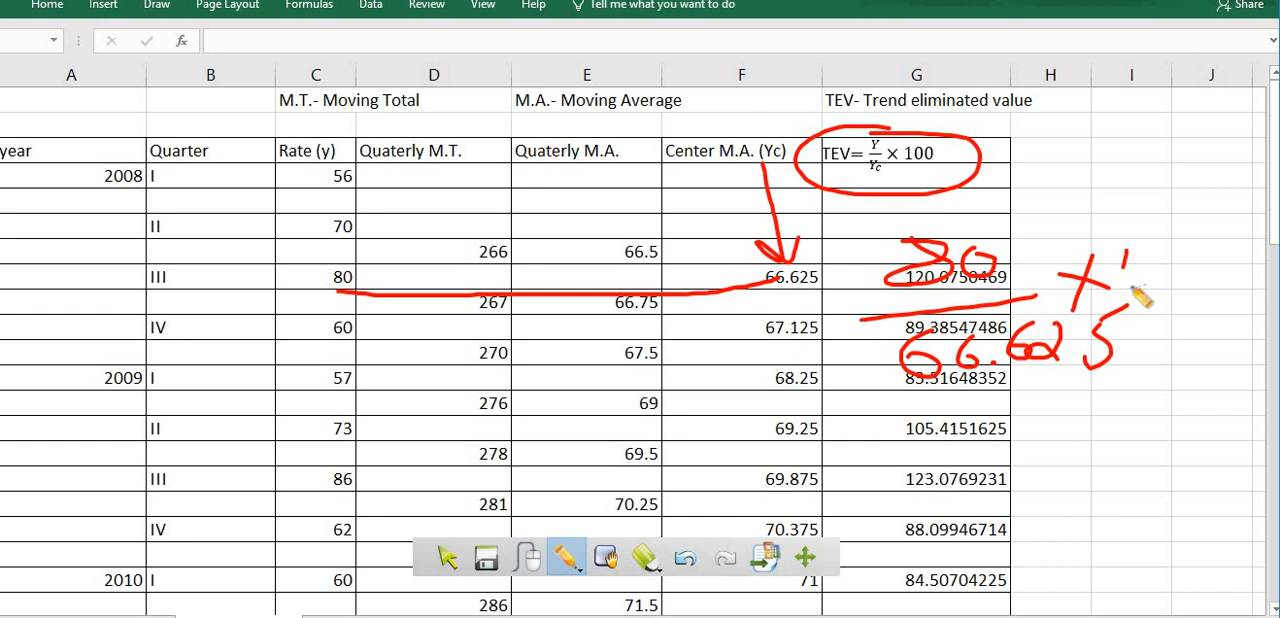 Home Insert Draw Page Layout Formulas Data Review View Help Tell me what you want to do Share
fx
A B C D E F G H I J
M.T.- Moving Total M.A.- Moving Average TEV- Trend eliminated value
year Quarter Rate (y) Quaterly M.T. Quaterly M.A. Center M.A. (Yc) TEV= Y/Yc × 100
2008 I 56
II 70
266 66.5
III 80 66.625 120.0750469
80
267 66.75
IV 60 67.125 89.38547486
66.625 ×1
270 67.5
2009 I 57 68.25 83.51648352
276 69
II 73 69.25 105.4151625
278 69.5
III 86 69.875 123.0769231
281 70.25
IV 62 70.375 88.09946714
2010 I 60 71 84.50704225
286 71.5